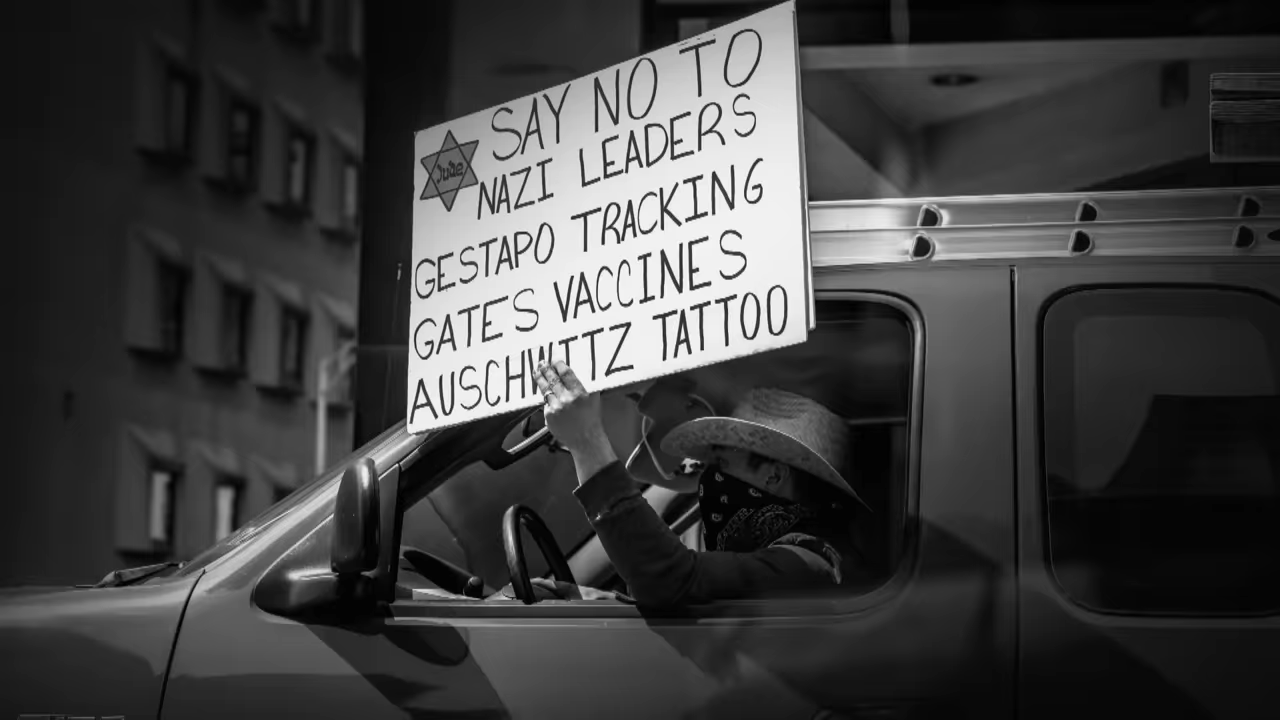 SAY NO TO
Jude
NAZI LEADERS
GESTAPO TRACKING
GATE'S VACCINES
AUSCHWITZ TATTOO